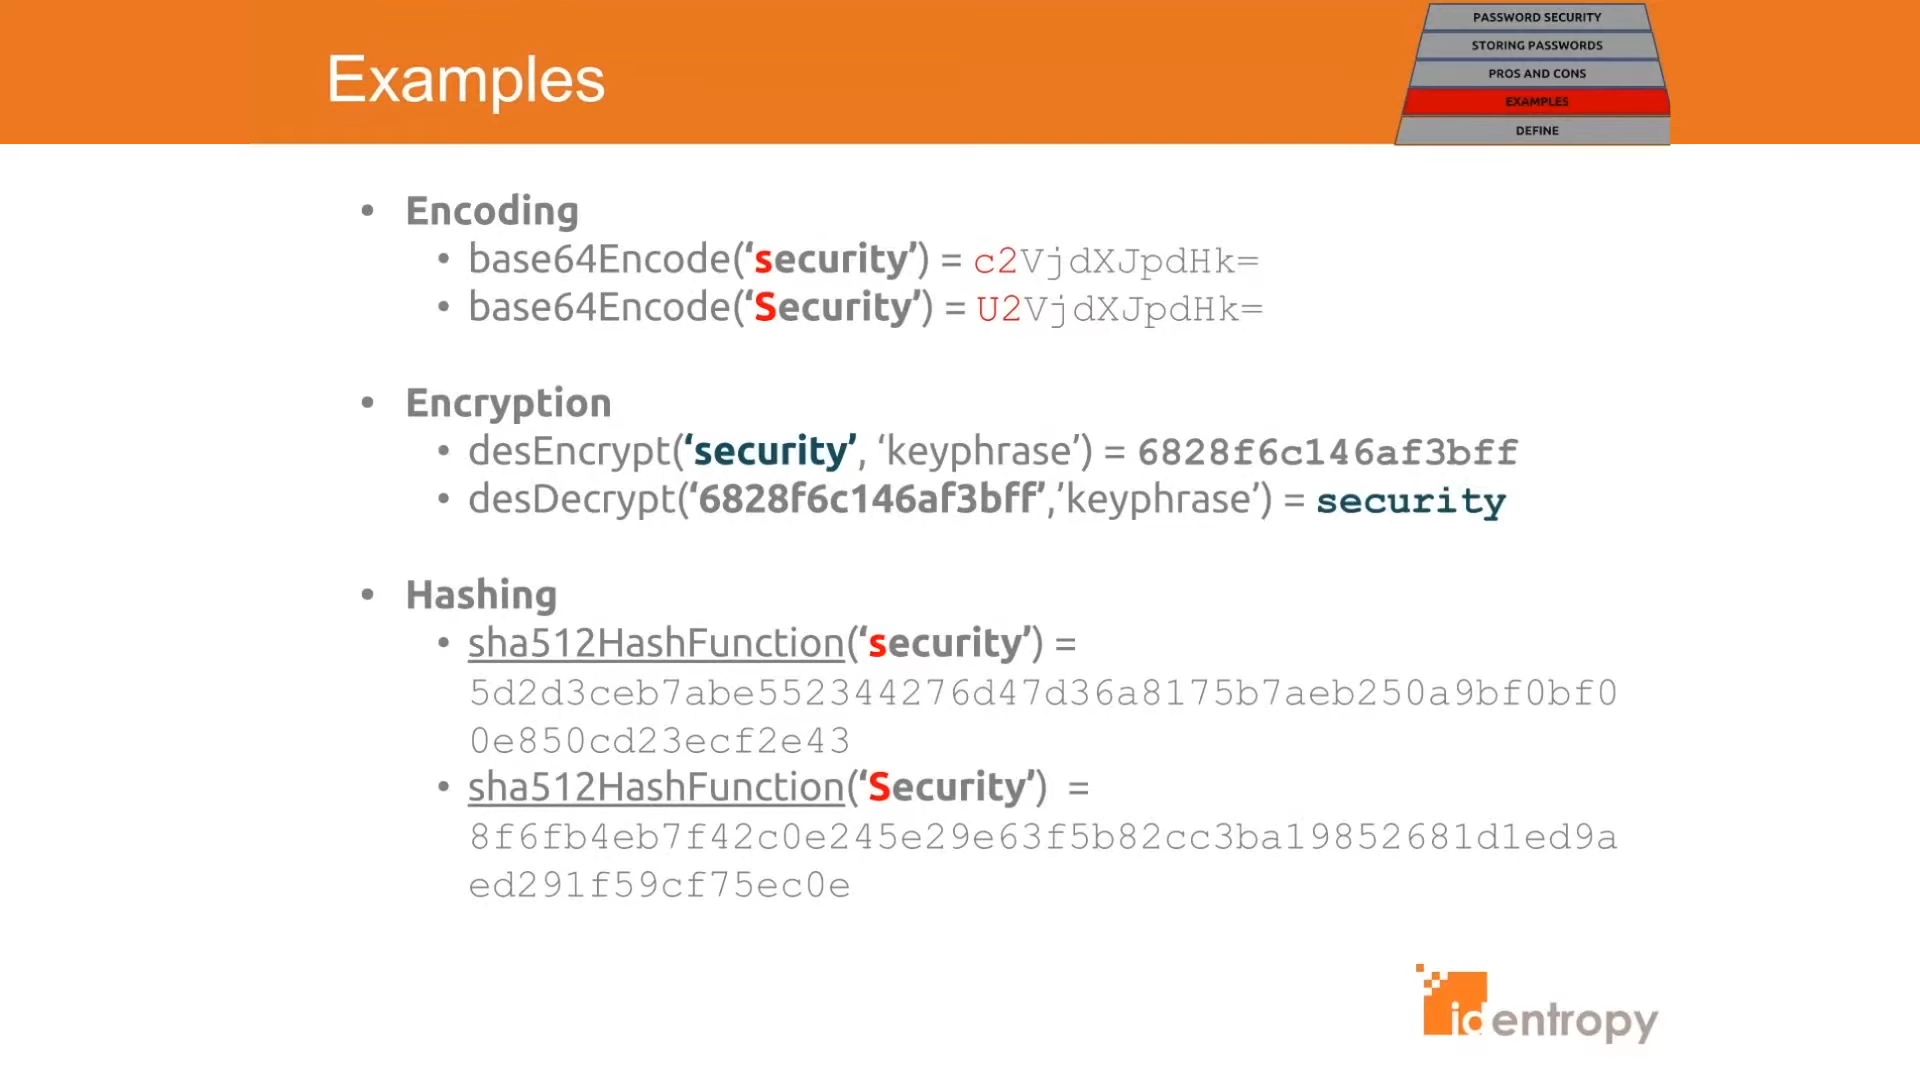 Examples
PASSWORD SECURITY
STORING PASSWORDS
PROS AND CONS
EXAMPLES
DEFINE
• Encoding
• base64Encode(‘security’) = c2VjdXJpdHk=
• base64Encode(‘Security’) = U2VjdXJpdHk=
• Encryption
• desEncrypt(‘security’, ‘keyphrase’) = 6828f6c146af3bff
• desDecrypt(‘6828f6c146af3bff’,’keyphrase’) = security
• Hashing
• sha512HashFunction(‘security’) =
5d2d3ceb7abe552344276d47d36a8175b7aeb250a9bf0bf0
0e850cd23ecf2e43
• sha512HashFunction(‘Security’) =
8f6fb4eb7f42c0e245e29e63f5b82cc3ba19852681d1ed9a
ed291f59cf75ec0e
identropy